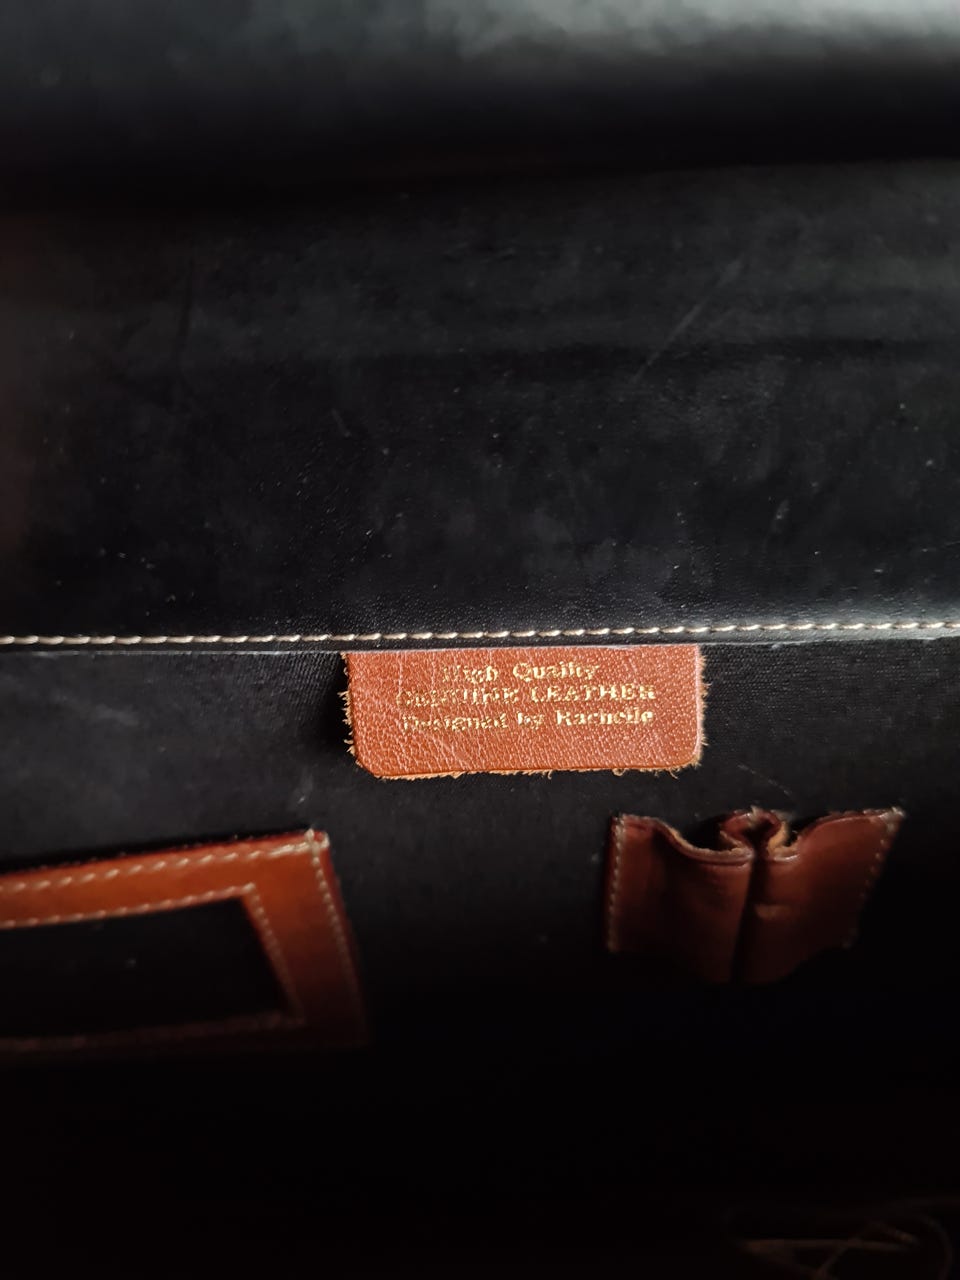 High Quality
GENUINE LEATHER
Designed by Rachelle